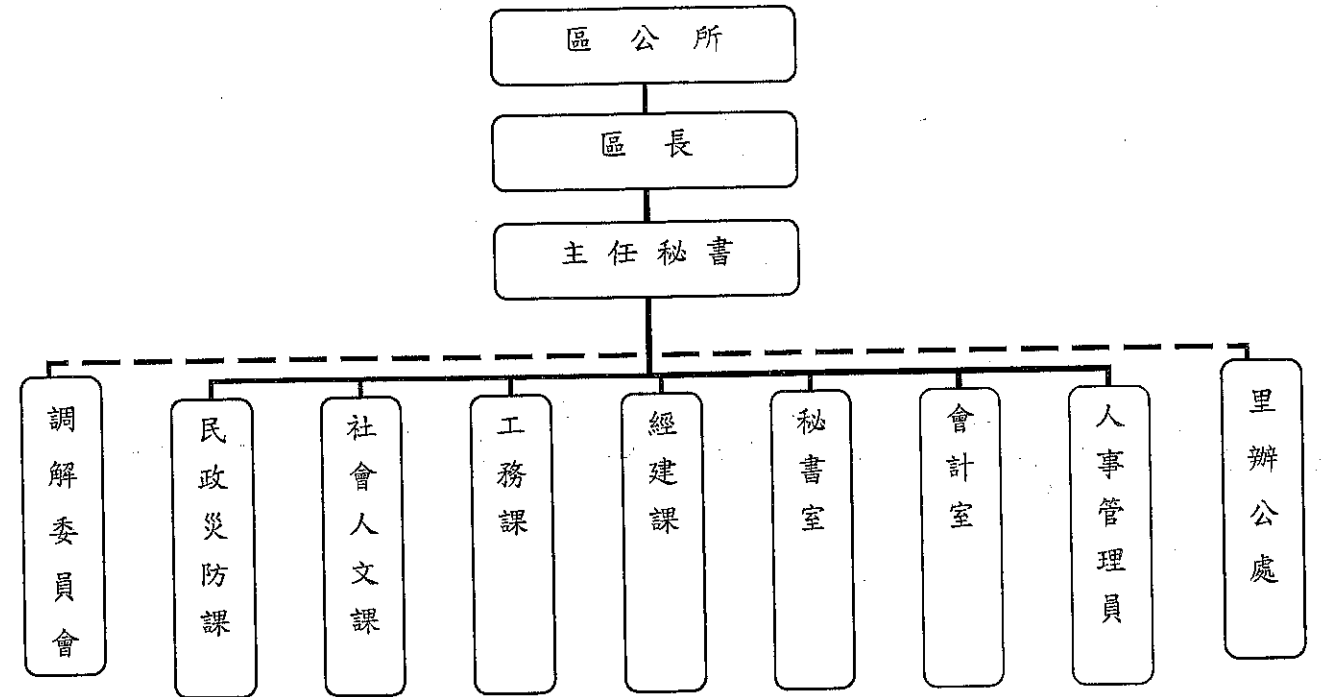 區公所
區長
主任秘書
調解委員會
民政災防課
社會人文課
工務課
經建課
秘書室
會計室
人事管理員
里辦公處